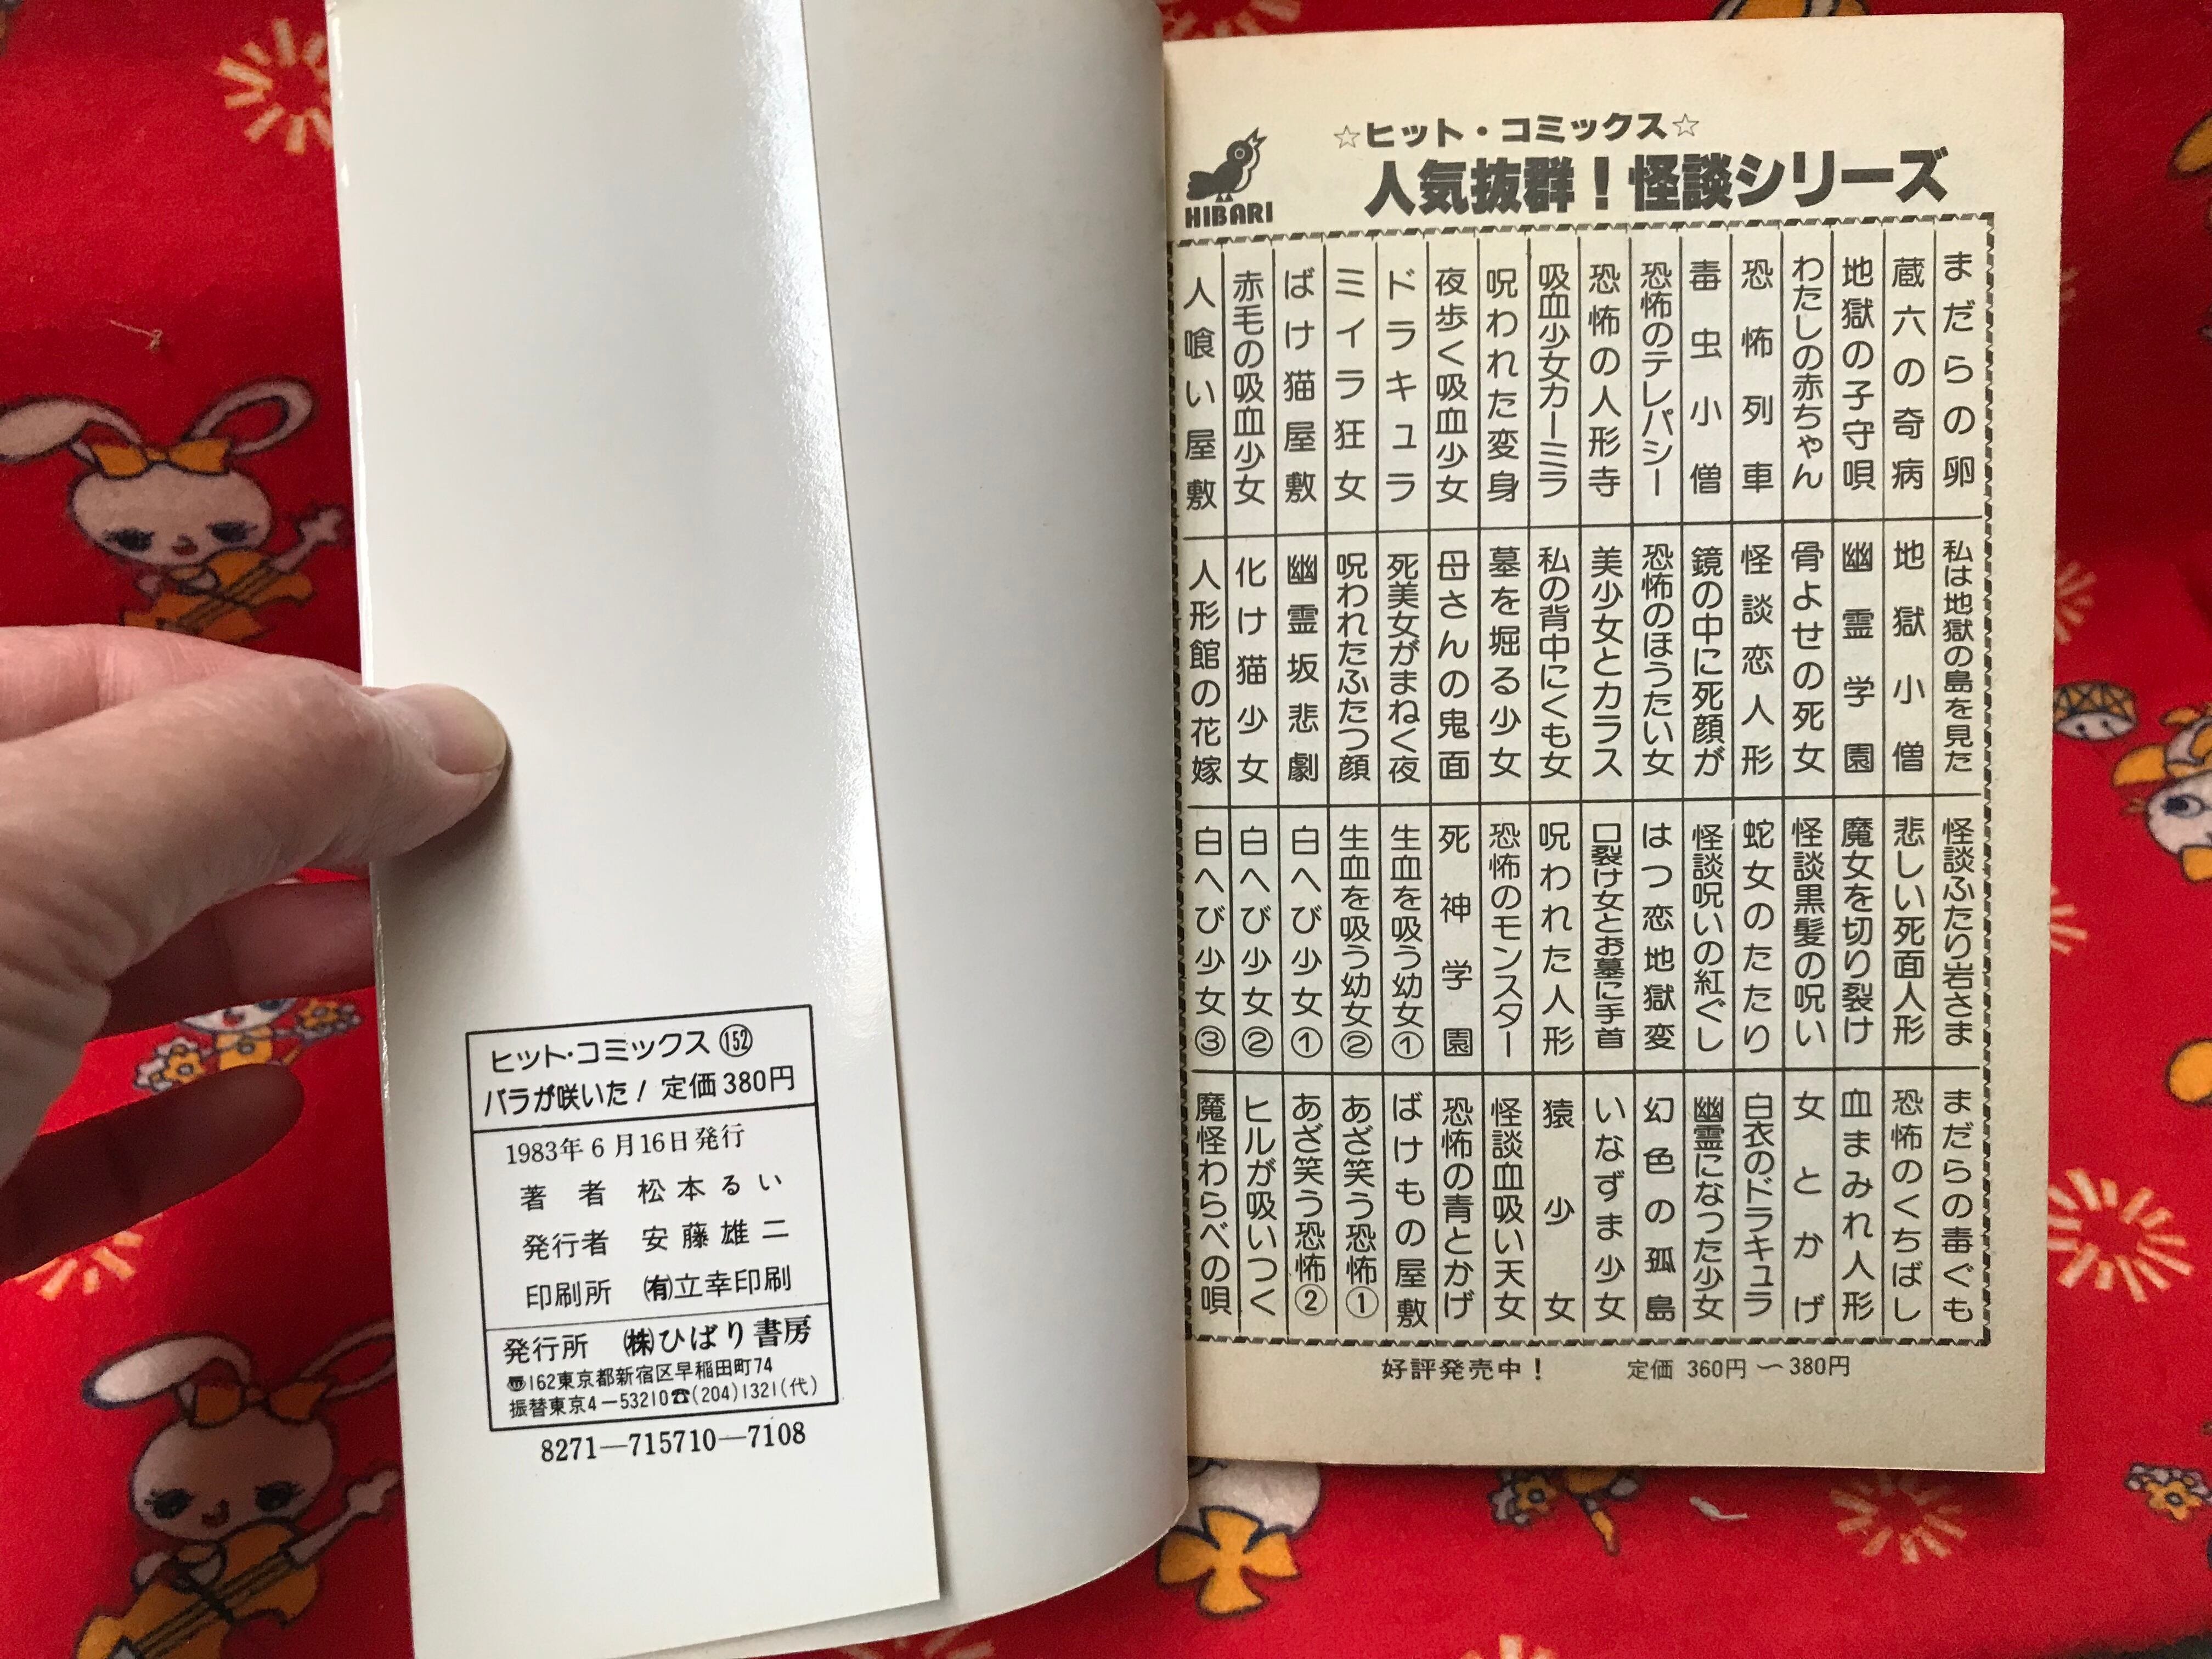 ヒット・コミックス 152
バラが咲いた! 定価380円
1983年6月16日発行
著者 松本るい
発行者 安藤雄二
印刷所 ㈲立幸印刷
発行所 ㈱ひばり書房
〠162東京都新宿区早稲田町74
振替東京4-53210☎(204)1321(代)
8271-715710-7108
HIBARI
☆ヒット・コミックス☆
人気抜群!怪談シリーズ
まだらの卵
蔵六の奇病
地獄の子守唄
わたしの赤ちゃん
恐怖列車
毒虫小僧
恐怖のテレパシー
恐怖の人形寺
吸血少女カーミラ
呪われた変身
夜歩く吸血少女
ドラキュラ
ミイラ狂女
ばけ猫屋敷
赤毛の吸血少女
人喰い屋敷
私は地獄の島を見た
地獄小僧
幽霊学園
骨よせの死女
怪談恋人形
鏡の中に死顔が
恐怖のほうたい女
美少女とカラス
私の背中にくも女
墓を堀る少女
母さんの鬼面
死美女がまねく夜
呪われたふたつ顔
幽霊坂悲劇
化け猫少女
人形館の花嫁
怪談ふたり岩さま
悲しい死面人形
魔女を切り裂け
怪談黒髪の呪い
蛇女のたたり
怪談呪いの紅ぐし
はつ恋地獄変
口裂け女とお墓に手首
呪われた人形
恐怖のモンスター
死神学園
生血を吸う幼女①
生血を吸う幼女②
白へび少女①
白へび少女②
白へび少女③
まだらの毒ぐも
恐怖のくちばし
血まみれ人形
女とかげ
白衣のドラキュラ
幽霊になった少女
幻色の孤島
いなずま少女
猿少女
怪談血吸い天女
恐怖の青とかげ
ばけもの屋敷
あざ笑う恐怖①
あざ笑う恐怖②
ヒルが吸いつく
魔怪わらべの唄
好評発売中! 定価 360円〜380円